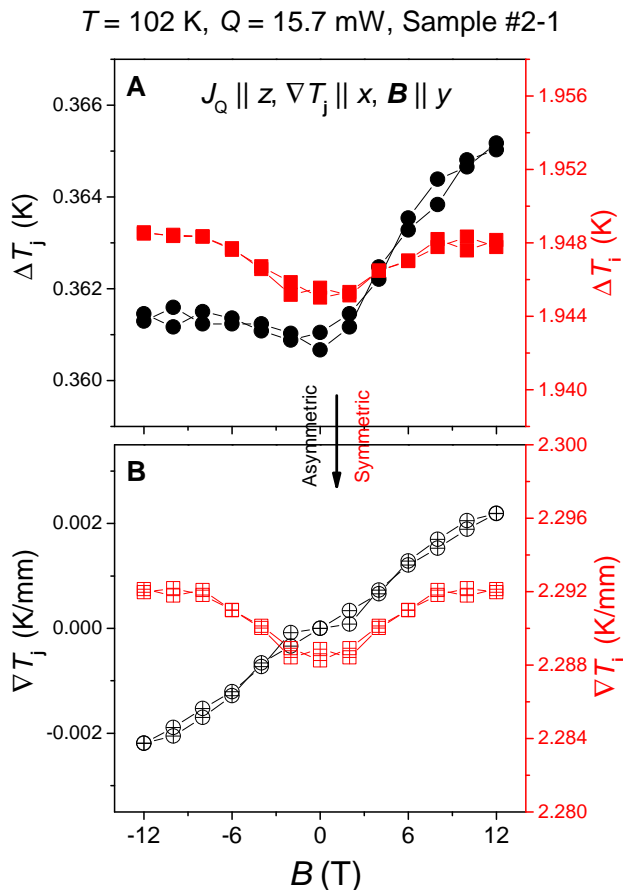 T = 102 K, Q = 15.7 mW, Sample #2-1
A
J_Q || z, ∇T_j || x, B || y
0.366
0.364
0.362
0.360
ΔT_j (K)
1.956
1.952
1.948
1.944
1.940
ΔT_i (K)
Asymmetric
Symmetric
B
0.002
0.000
-0.002
∇T_j (K/mm)
2.300
2.296
2.292
2.288
2.284
2.280
∇T_i (K/mm)
-12 -6 0 6 12
B (T)